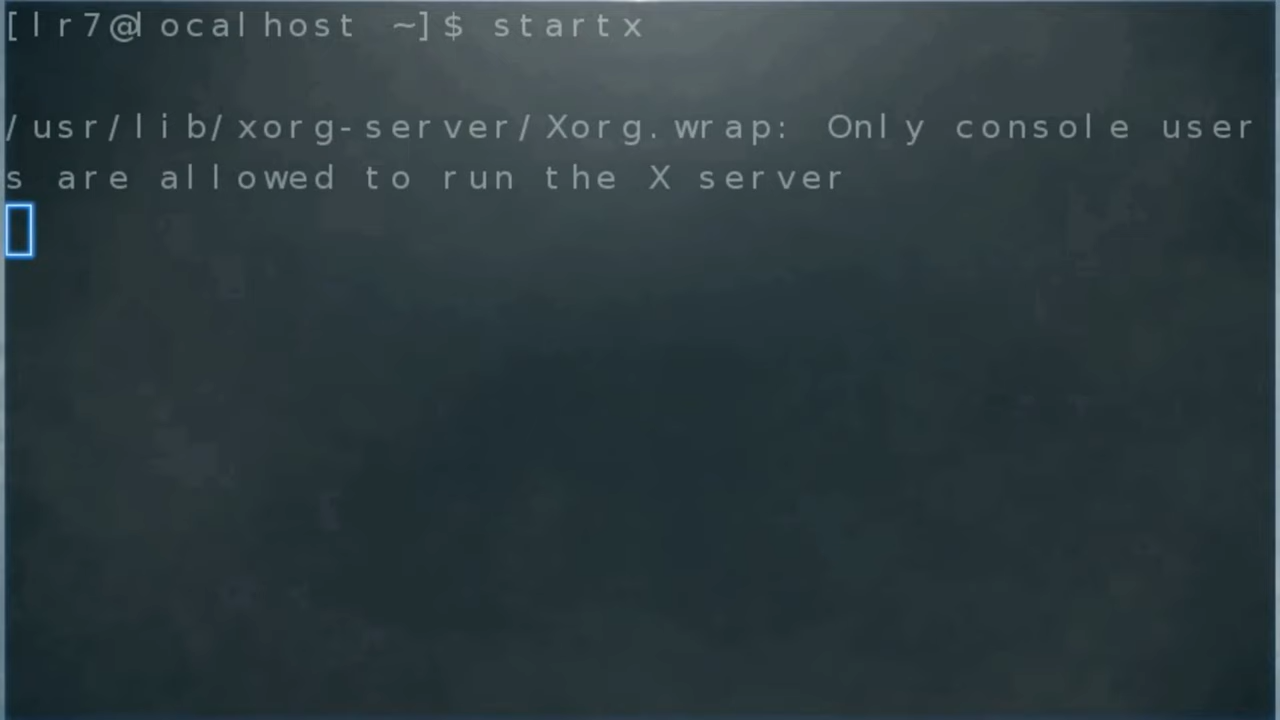 [lr7@localhost ~]$ startx
/usr/lib/xorg-server/Xorg.wrap: Only console user
s are allowed to run the X server